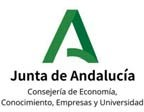 Junta de Andalucía
Consejería de Economía,
Conocimiento, Empresas y Universidad